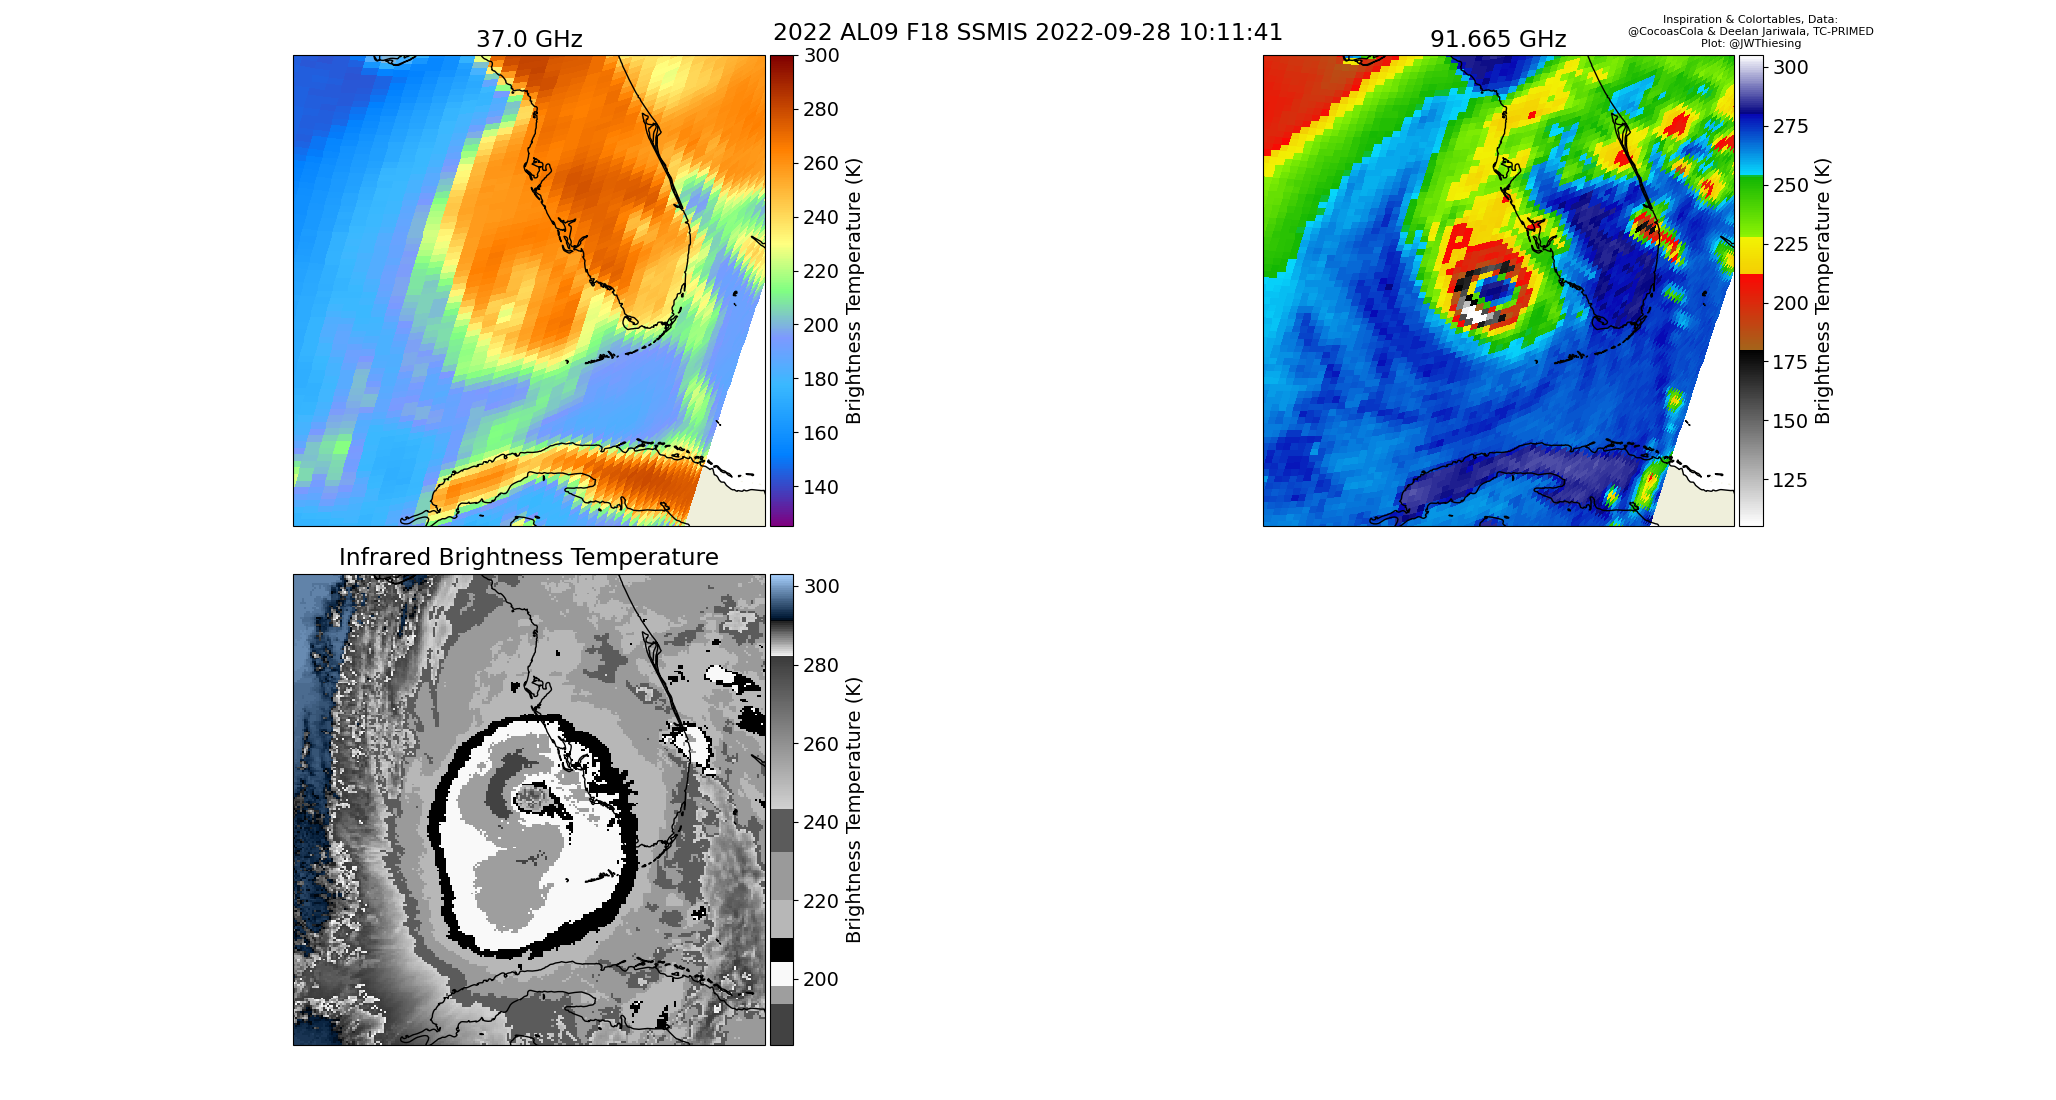 2022 AL09 F18 SSMIS 2022-09-28 10:11:41
Inspiration & Colortables, Data:
@CocoasCola & Deelan Jariwala, TC-PRIMED
Plot: @JWThiesing
37.0 GHz
300
280
260
240
220
200
180
160
140
Brightness Temperature (K)
91.665 GHz
300
275
250
225
200
175
150
125
Brightness Temperature (K)
Infrared Brightness Temperature
300
280
260
240
220
200
Brightness Temperature (K)